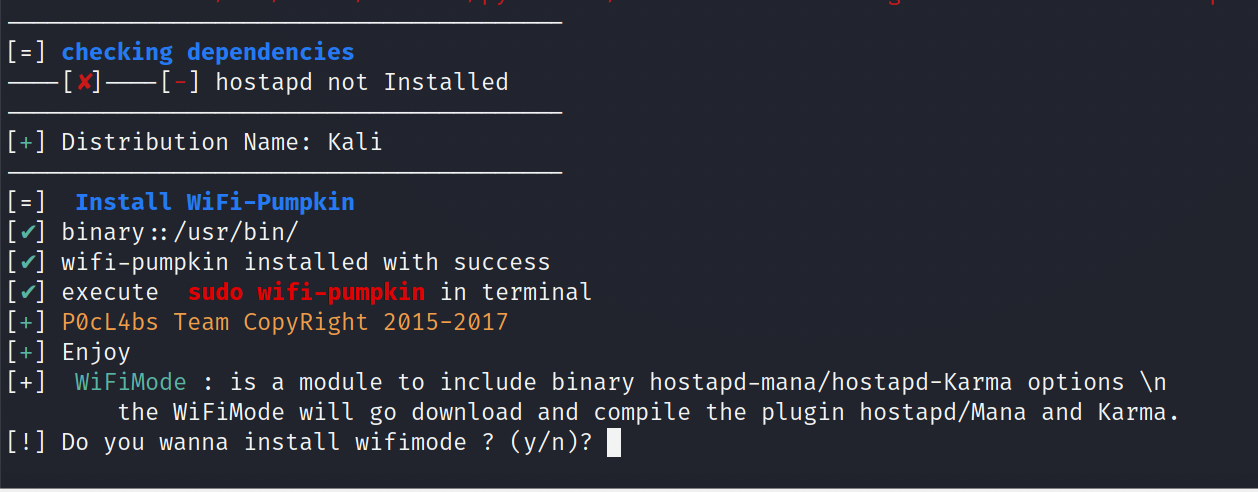 [=] checking dependencies
————[✘]————[-] hostapd not Installed
[+] Distribution Name: Kali
[=] Install WiFi-Pumpkin
[✔] binary::/usr/bin/
[✔] wifi-pumpkin installed with success
[✔] execute sudo wifi-pumpkin in terminal
[+] P0cL4bs Team CopyRight 2015-2017
[+] Enjoy
[+] WiFiMode : is a module to include binary hostapd-mana/hostapd-Karma options \n
the WiFiMode will go download and compile the plugin hostapd/Mana and Karma.
[!] Do you wanna install wifimode ? (y/n)?